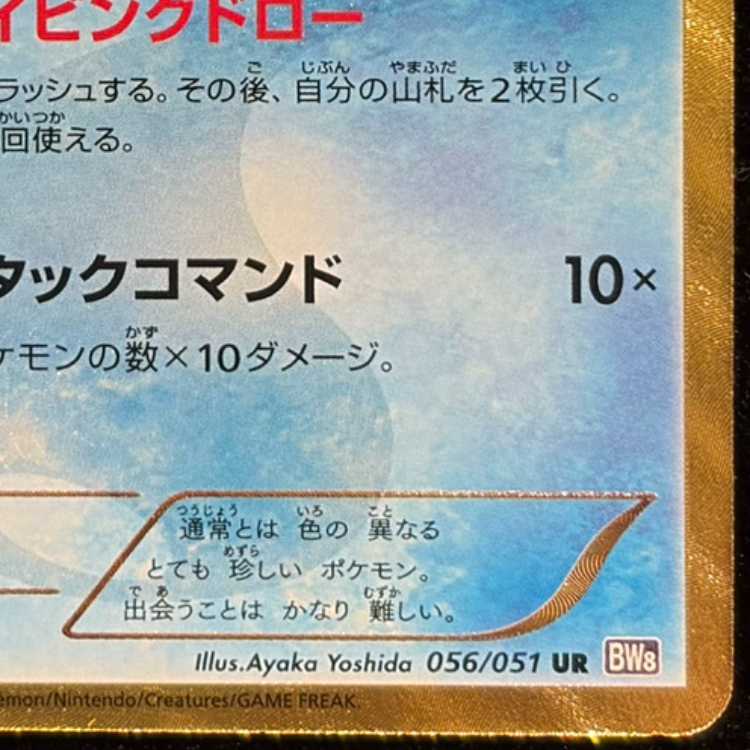 イビングドロー
ラッシュする。その後、自分の山札を2枚引く。
回使える。
タックコマンド 10×
ケモンの数×10ダメージ。
通常とは 色の 異なる
とても 珍しい ポケモン。
出会うことは かなり 難しい。
Illus.Ayaka Yoshida 056/051 UR BW8
émon/Nintendo/Creatures/GAME FREAK.